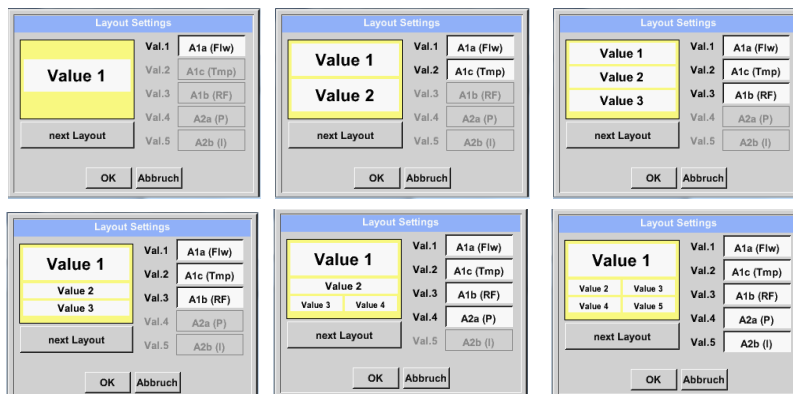 Layout Settings
Value 1
Val.1 A1a (Flw)
Val.2 A1c (Tmp)
Val.3 A1b (RF)
Val.4 A2a (P)
Val.5 A2b (I)
next Layout
OK Abbruch
Layout Settings
Value 1
Value 2
Val.1 A1a (Flw)
Val.2 A1c (Tmp)
Val.3 A1b (RF)
Val.4 A2a (P)
Val.5 A2b (I)
next Layout
OK Abbruch
Layout Settings
Value 1
Value 2
Value 3
Val.1 A1a (Flw)
Val.2 A1c (Tmp)
Val.3 A1b (RF)
Val.4 A2a (P)
Val.5 A2b (I)
next Layout
OK Abbruch
Layout Settings
Value 1
Value 2
Value 3
Val.1 A1a (Flw)
Val.2 A1c (Tmp)
Val.3 A1b (RF)
Val.4 A2a (P)
Val.5 A2b (I)
next Layout
OK Abbruch
Layout Settings
Value 1
Value 2
Value 3 Value 4
Val.1 A1a (Flw)
Val.2 A1c (Tmp)
Val.3 A1b (RF)
Val.4 A2a (P)
Val.5 A2b (I)
next Layout
OK Abbruch
Layout Settings
Value 1
Value 2 Value 3
Value 4 Value 5
Val.1 A1a (Flw)
Val.2 A1c (Tmp)
Val.3 A1b (RF)
Val.4 A2a (P)
Val.5 A2b (I)
next Layout
OK Abbruch